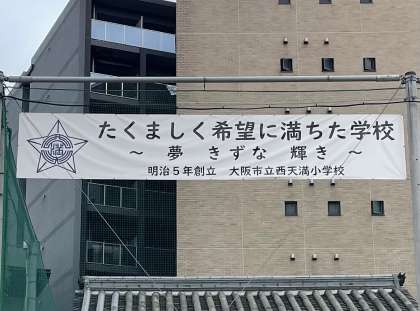 たくましく希望に満ちた学校
～ 夢 きずな 輝き ～
明治5年創立 大阪市立西天満小学校